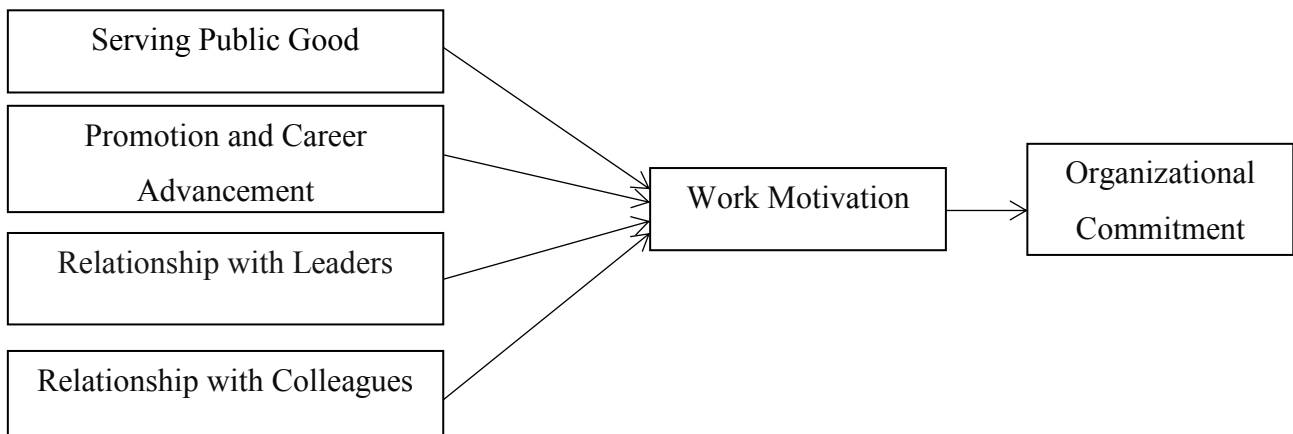 Serving Public Good
Promotion and Career
Advancement
Relationship with Leaders
Relationship with Colleagues
Work Motivation
Organizational
Commitment